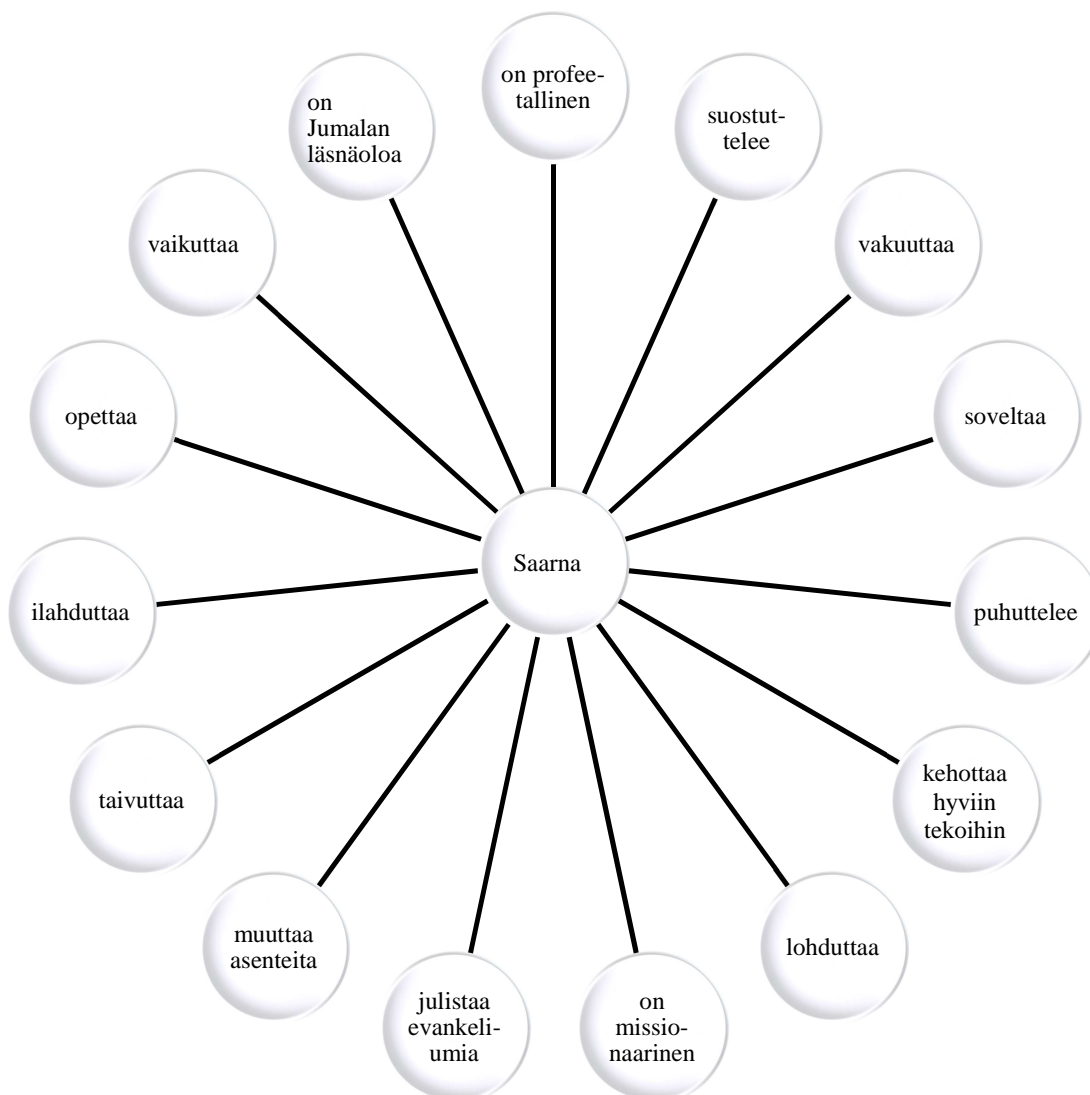 on profee-
tallinen
suostut-
telee
vakuuttaa
soveltaa
puhuttelee
kehottaa
hyviin
tekoihin
lohduttaa
on
missio-
naarinen
julistaa
evankeli-
umia
muuttaa
asenteita
taivuttaa
ilahduttaa
opettaa
vaikuttaa
on
Jumalan
läsnäoloa
Saarna